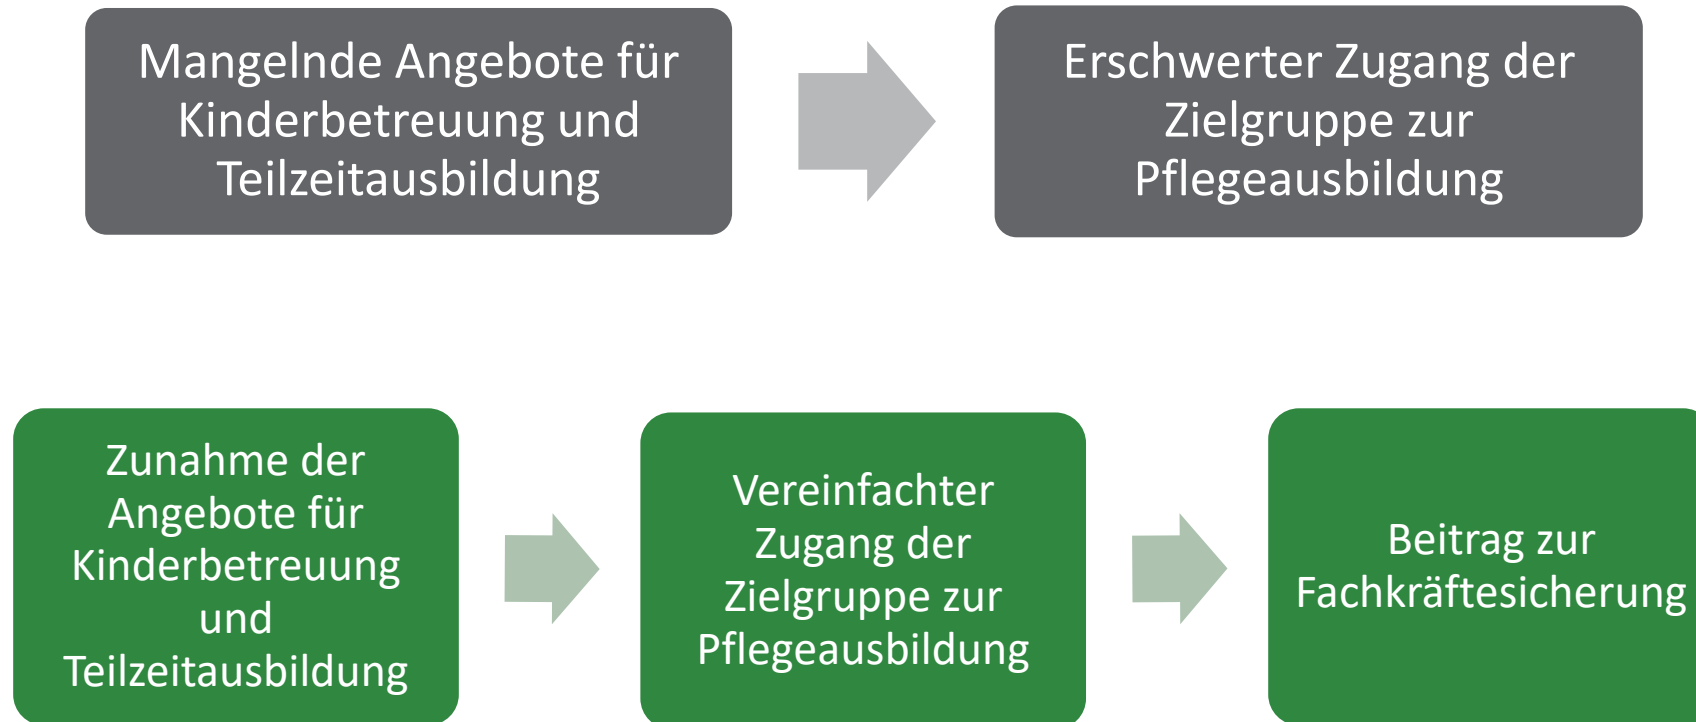 Mangelnde Angebote für
Kinderbetreuung und
Teilzeitausbildung
Erschwerter Zugang der
Zielgruppe zur
Pflegeausbildung
Zunahme der
Angebote für
Kinderbetreuung
und
Teilzeitausbildung
Vereinfachter
Zugang der
Zielgruppe zur
Pflegeausbildung
Beitrag zur
Fachkräftesicherung